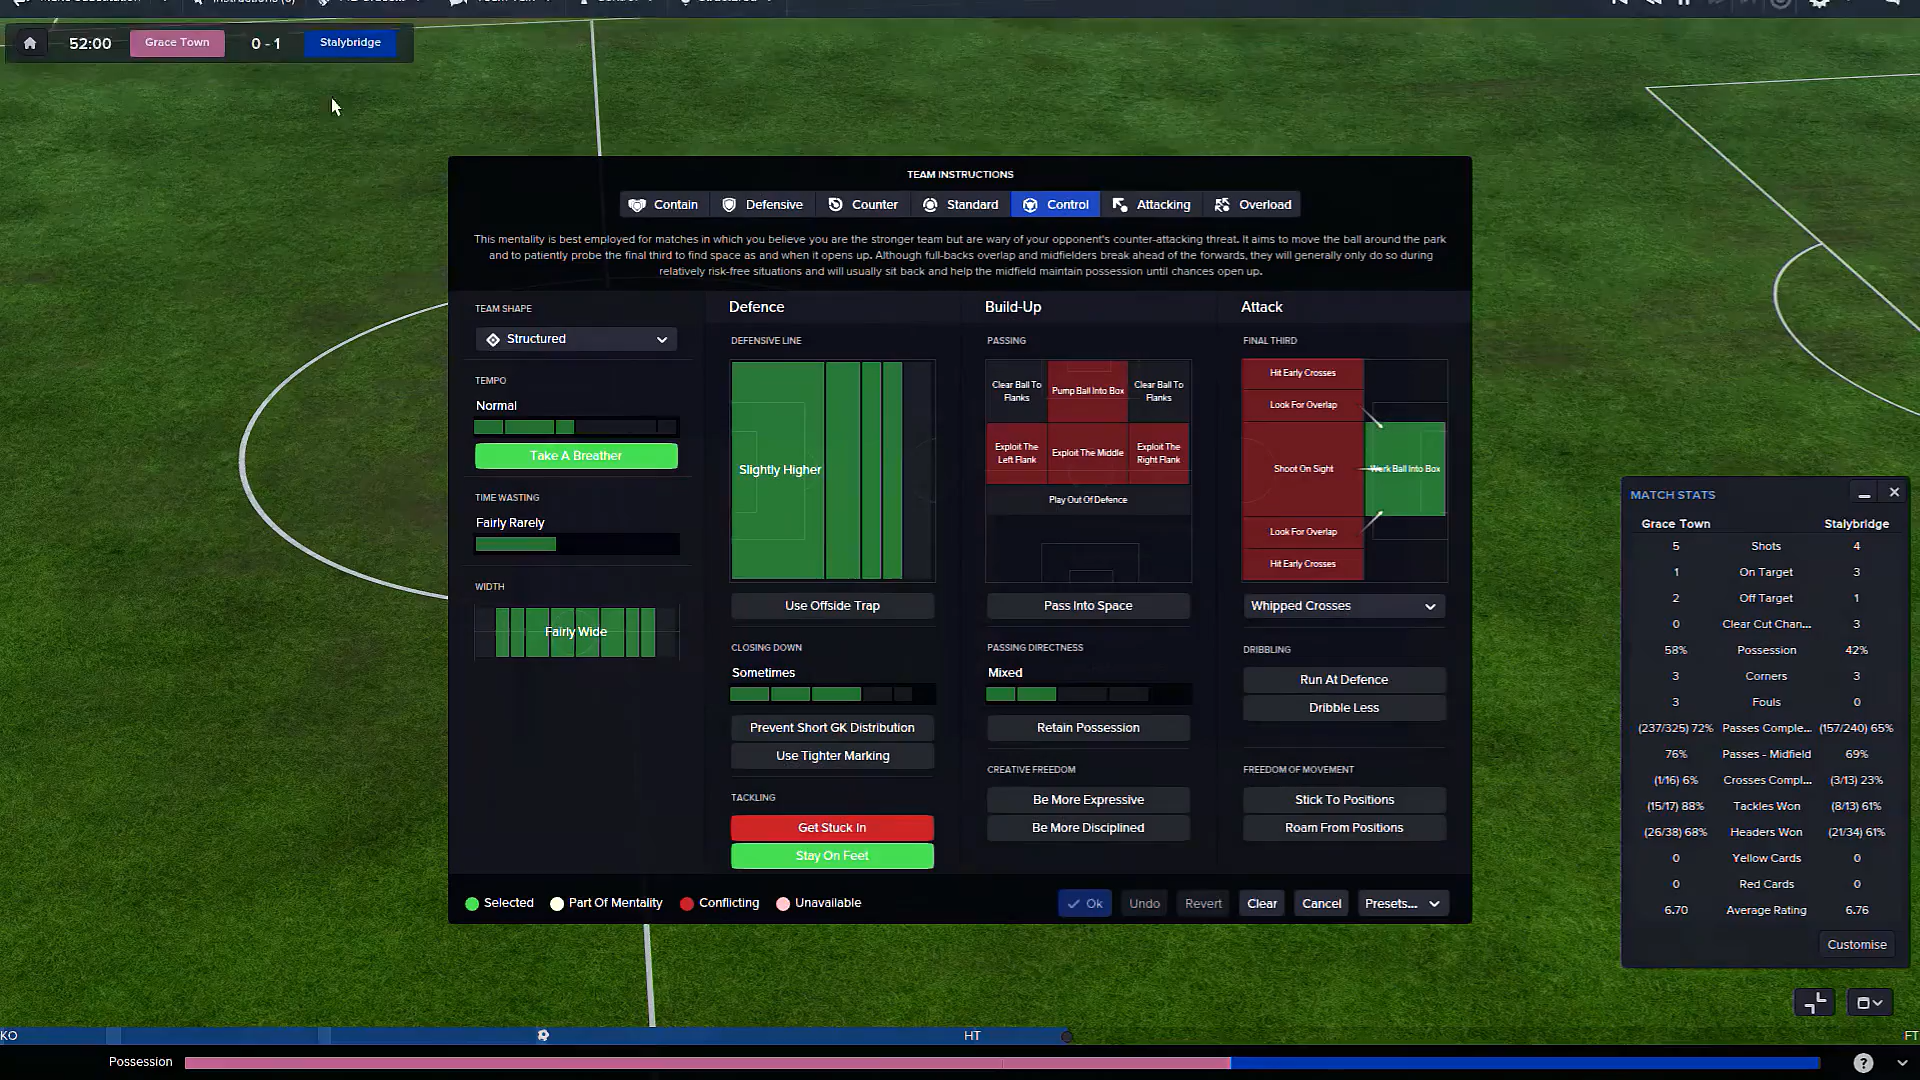 52:00
Grace Town
0 - 1
Stalybridge
TEAM INSTRUCTIONS
Contain
Defensive
Counter
Standard
Control
Attacking
Overload
This mentality is best employed for matches in which you believe you are the stronger team but are wary of your opponent's counter-attacking threat. It aims to move the ball around the park
and to patiently probe the final third to find space as and when it opens up. Although full-backs overlap and midfielders break ahead of the forwards, they will generally only do so during
relatively risk-free situations and will usually sit back and help the midfield maintain possession until chances open up.
TEAM SHAPE
Structured
TEMPO
Normal
Take A Breather
TIME WASTING
Fairly Rarely
WIDTH
Fairly Wide
Defence
DEFENSIVE LINE
Slightly Higher
Use Offside Trap
CLOSING DOWN
Sometimes
Prevent Short GK Distribution
Use Tighter Marking
TACKLING
Get Stuck In
Stay On Feet
Build-Up
PASSING
Clear Ball To
Flanks
Pump Ball Into Box
Clear Ball To
Flanks
Exploit The
Left Flank
Exploit The Middle
Exploit The
Right Flank
Play Out Of Defence
Pass Into Space
PASSING DIRECTNESS
Mixed
Retain Possession
CREATIVE FREEDOM
Be More Expressive
Be More Disciplined
Attack
FINAL THIRD
Hit Early Crosses
Look For Overlap
Shoot On Sight
Work Ball Into Box
Look For Overlap
Hit Early Crosses
Whipped Crosses
DRIBBLING
Run At Defence
Dribble Less
FREEDOM OF MOVEMENT
Stick To Positions
Roam From Positions
Selected
Part Of Mentality
Conflicting
Unavailable
Ok
Undo
Revert
Clear
Cancel
Presets...
MATCH STATS
Grace Town Stalybridge
5 Shots 4
1 On Target 3
2 Off Target 1
0 Clear Cut Chan... 3
58% Possession 42%
3 Corners 3
3 Fouls 0
(237/325) 72% Passes Comple... (157/240) 65%
76% Passes - Midfield 69%
(1/16) 6% Crosses Compl... (3/13) 23%
(15/17) 88% Tackles Won (8/13) 61%
(26/38) 68% Headers Won (21/34) 61%
0 Yellow Cards 0
0 Red Cards 0
6.70 Average Rating 6.76
Customise
KO
HT
FT
Possession
?